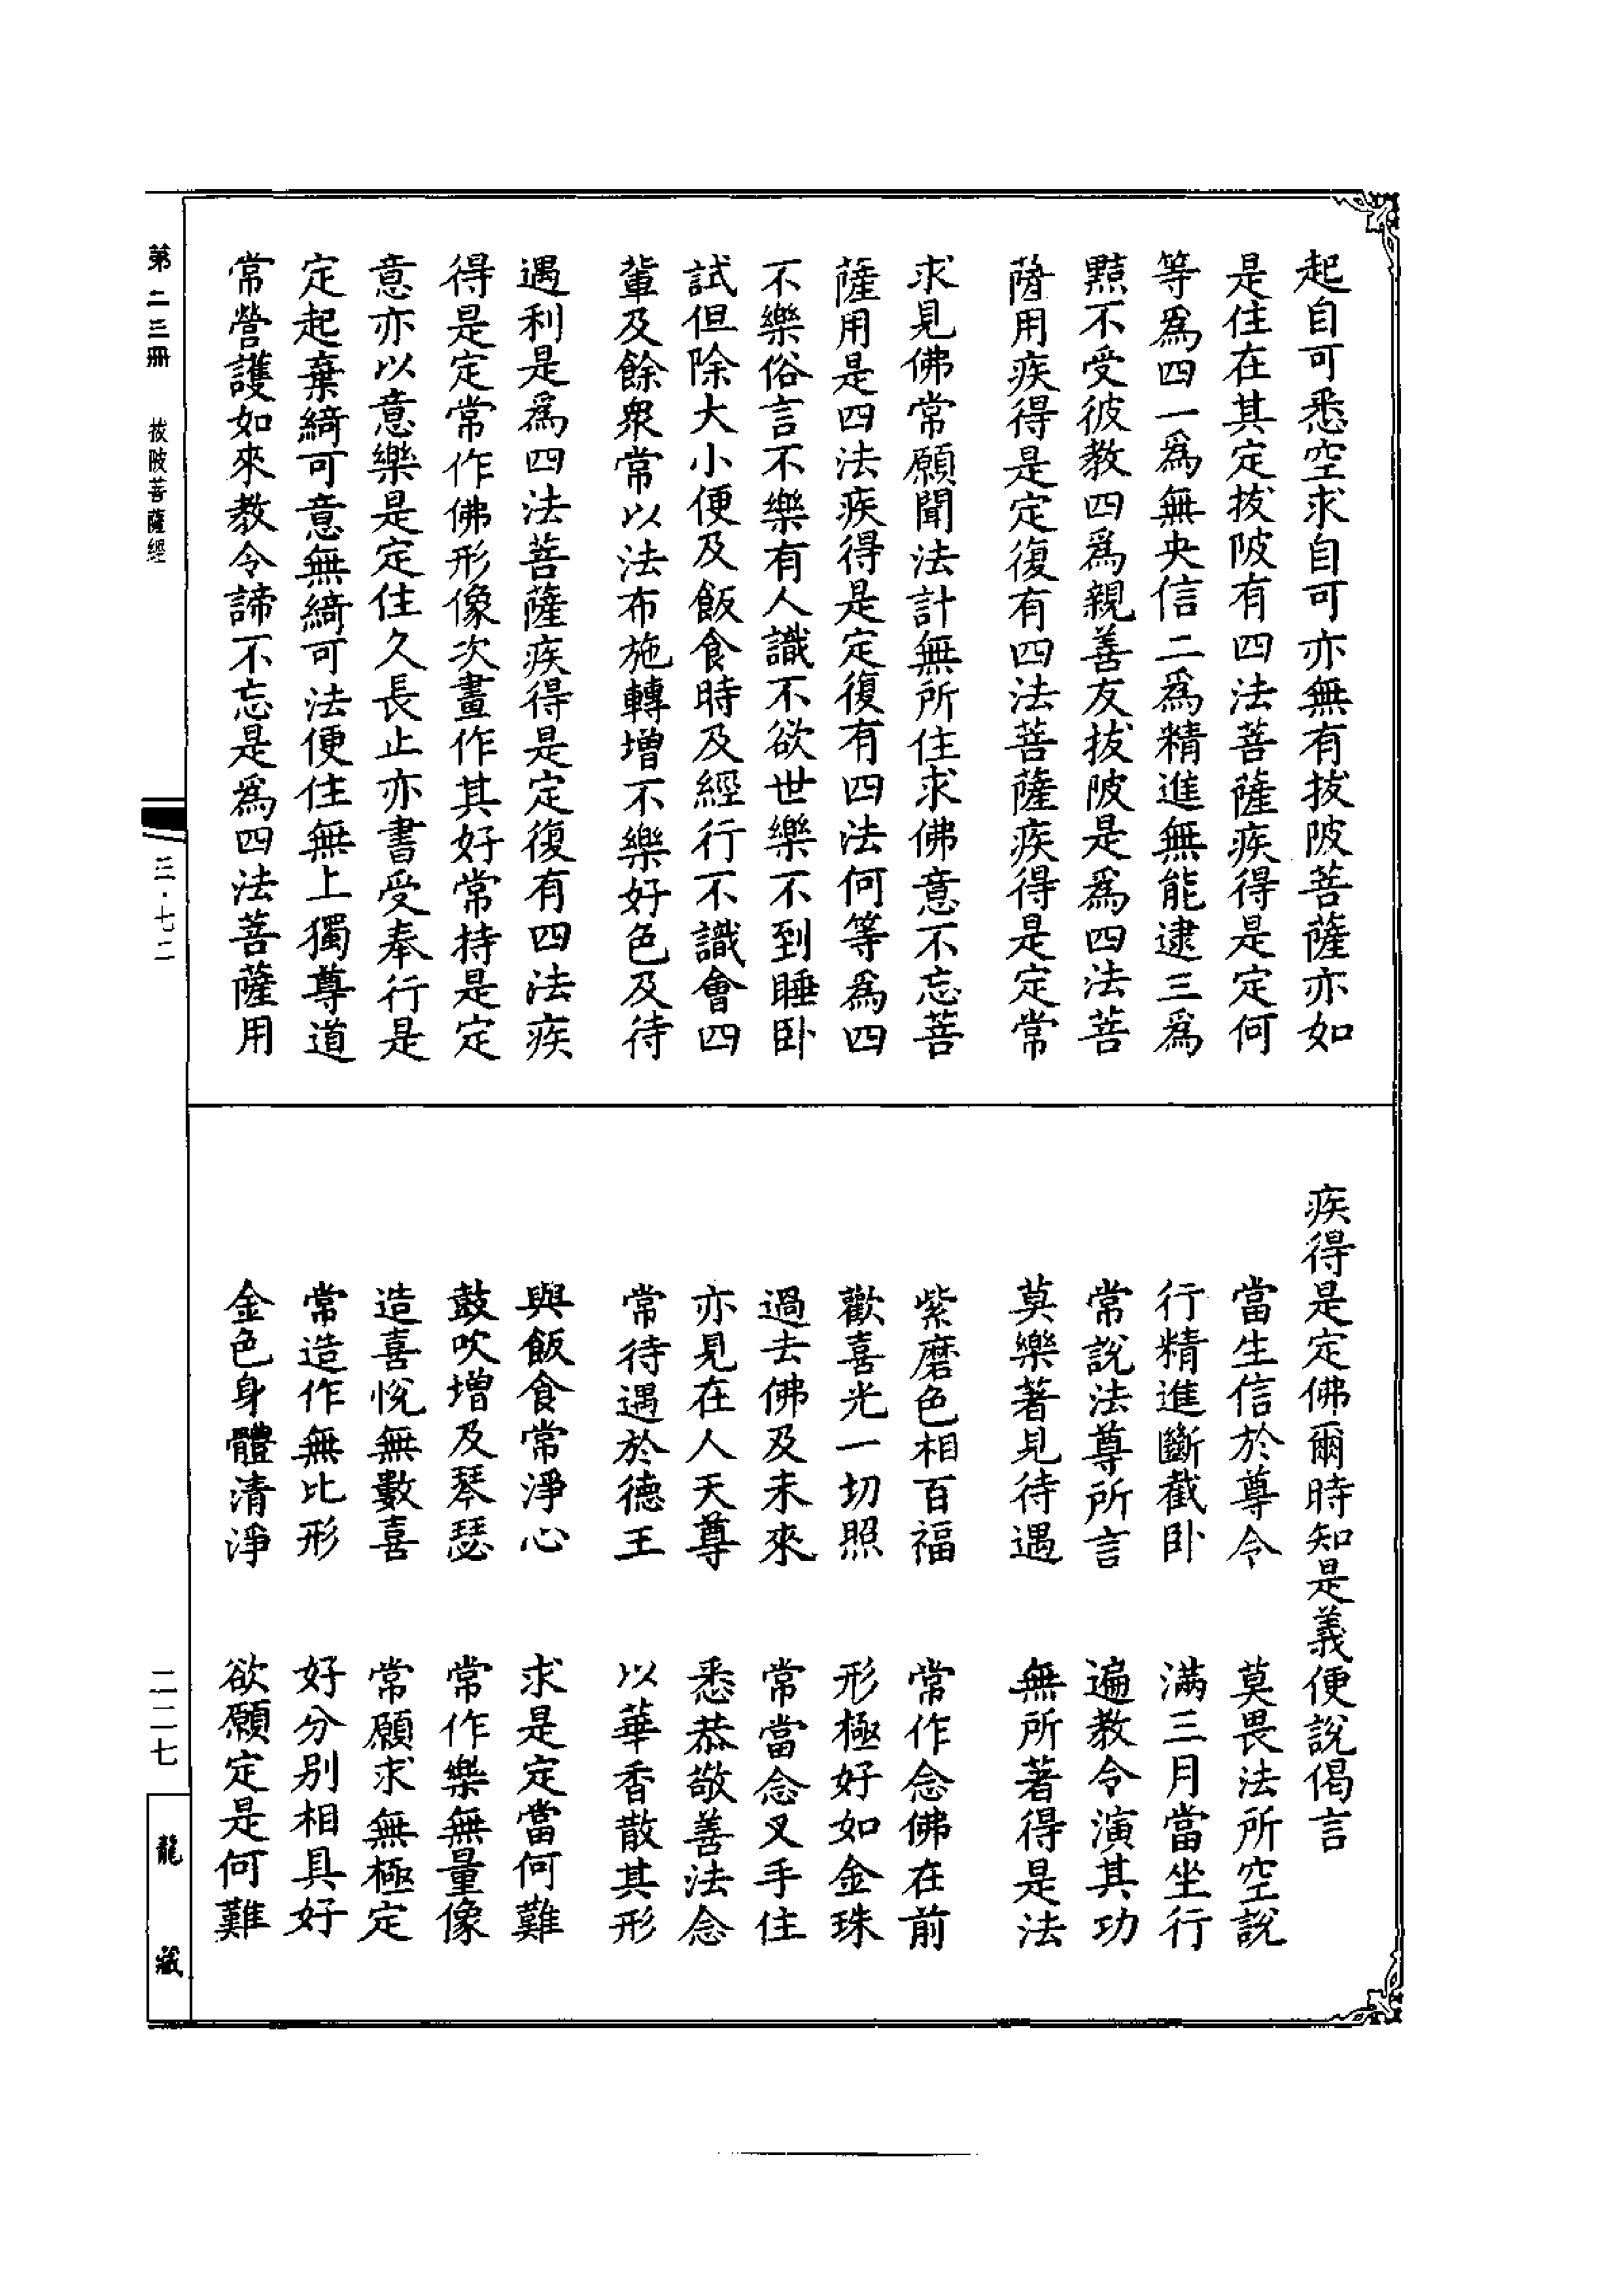 起自可悉空求自可亦無有拔陂菩薩亦如
是住在其定拔陂有四法菩薩疾得是定何
等爲四一爲無央信二爲精進無能逮三爲
黠不受彼教四爲親善友拔陂是爲四法菩
薩用疾得是定復有四法菩薩疾得是定常
求見佛常願聞法計無所住求佛意不忘菩
薩用是四法疾得是定復有四法何等爲四
不樂俗言不樂有人識不欲世樂不到睡卧
試但除大小便及飯食時及經行不識會四
輩及餘衆常以法布施轉增不樂好色及待
遇利是爲四法菩薩疾得是定復有四法疾
得是定常作佛形像次畫作其好常持是定
意亦以意樂是定住久長止亦書受奉行是
定起棄綺可意無綺可法便住無上獨尊道
常營護如來教令諦不忘是爲四法菩薩用
疾得是定佛爾時知是義便說偈言
當生信於尊令 莫畏法所空說
行精進斷截卧 滿三月當坐行
常說法尊所言 遍教令演其功
莫樂著見待遇 無所著得是法
紫磨色相百福 常作念佛在前
歡喜光一切照 形極好如金珠
過去佛及未來 常當念叉手住
亦見在人天尊 悉恭敬善法念
常待遇於德王 以華香散其形
與飯食常淨心 求是定當何難
鼓吹增及琴瑟 常作樂無量像
造喜悅無數喜 常願求無極定
常造作無比形 好分别相具好
金色身體清淨 欲願定是何難
第二三冊 拔陂菩薩經
三·七二
二二七
龍藏